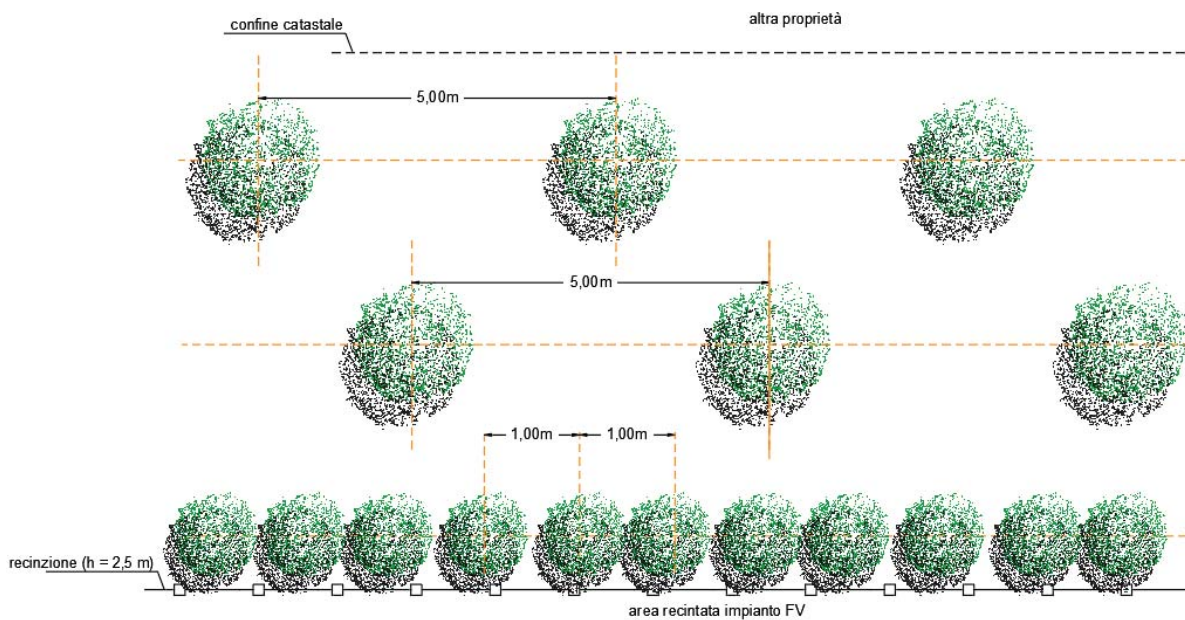 altra proprietà
confine catastale
5,00m
5,00m
1,00m 1,00m
recinzione (h = 2,5 m)
area recintata impianto FV